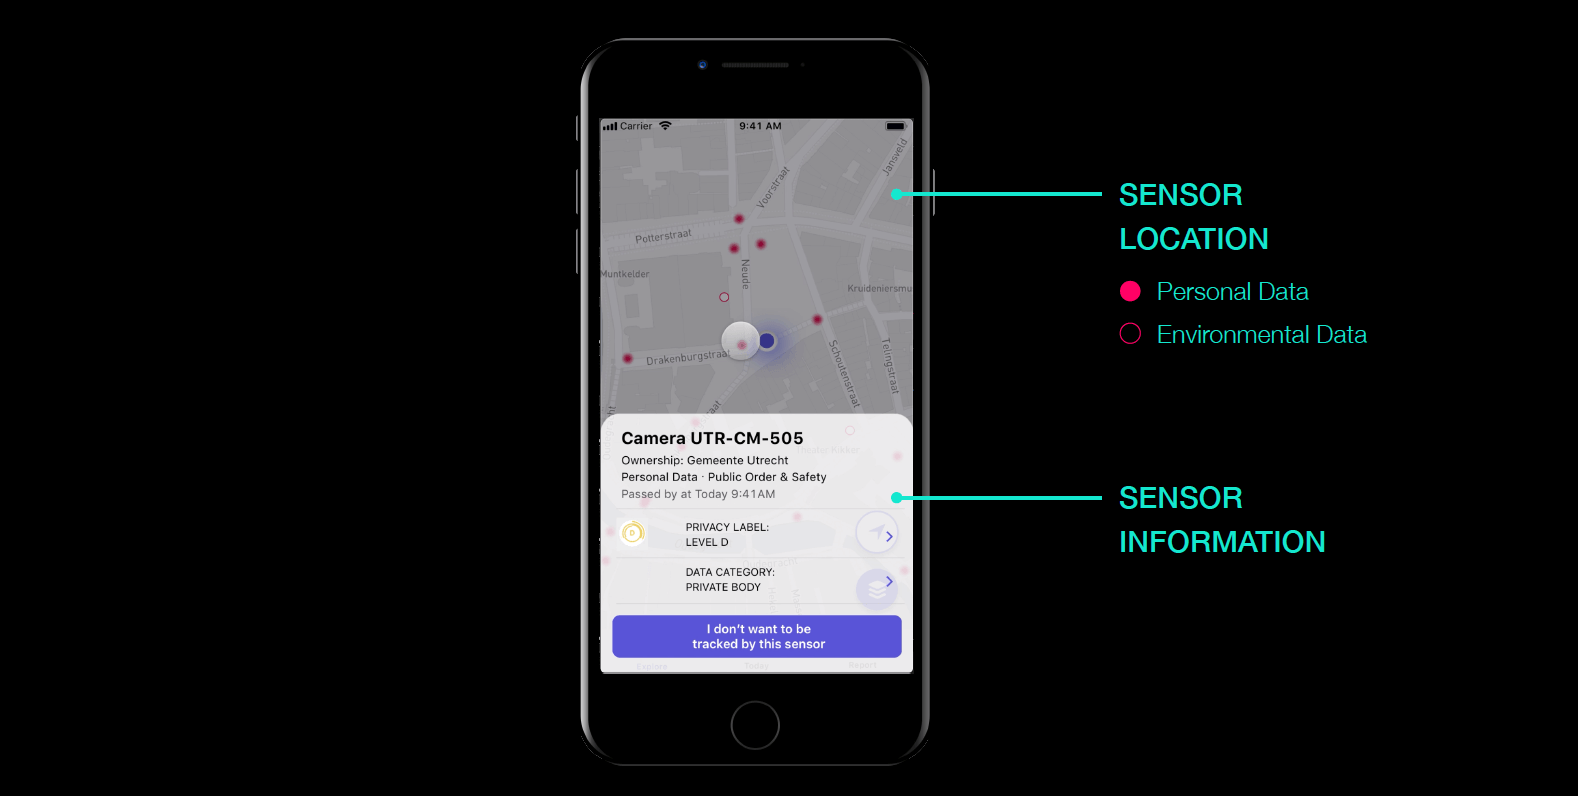 Carrier
9:41 AM
Jansveld
Voorstraat
Potterstraat
Neude
Muntkelder
Kruideniersmu
Drakenburgstraat
Schoutenstraat
Telingstraat
raat
Camera UTR-CM-505
Ownership: Gemeente Utrecht
Personal Data · Public Order & Safety
Passed by at Today 9:41AM
PRIVACY LABEL:
LEVEL D
DATA CATEGORY:
PRIVATE BODY
I don't want to be
tracked by this sensor
Explore
Today
SENSOR
LOCATION
Personal Data
Environmental Data
SENSOR
INFORMATION